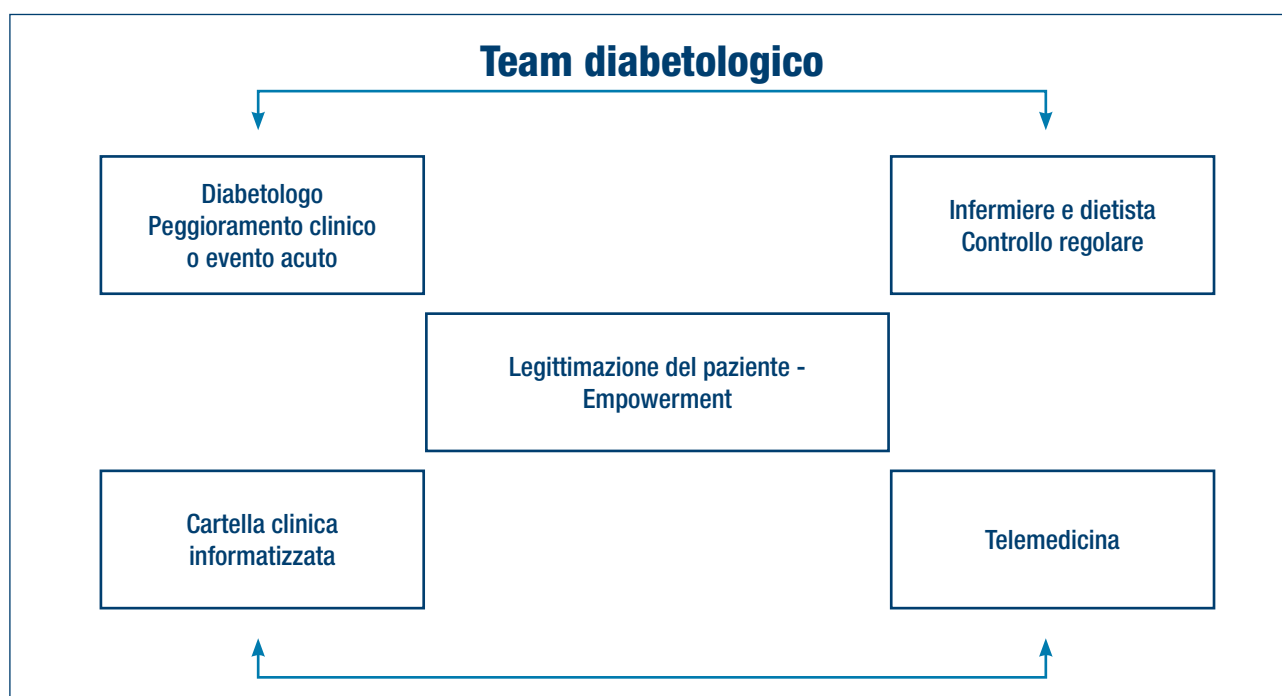 Team diabetologico
Diabetologo
Peggioramento clinico
o evento acuto
Infermiere e dietista
Controllo regolare
Legittimazione del paziente -
Empowerment
Cartella clinica
informatizzata
Telemedicina